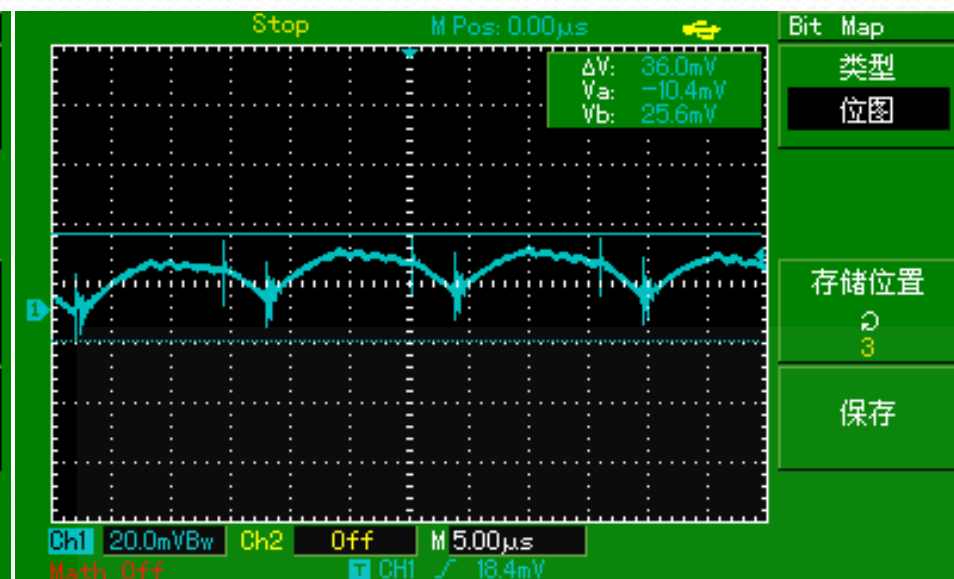 Stop M Pos: 0.00μs Bit Map
ΔV: 36.0mV
Va: -10.4mV
Vb: 25.6mV
类型
位图
1
存储位置
3
保存
Ch1 20.0mVBw Ch2 Off M 5.00μs
Math Off T CH1 18.4mV